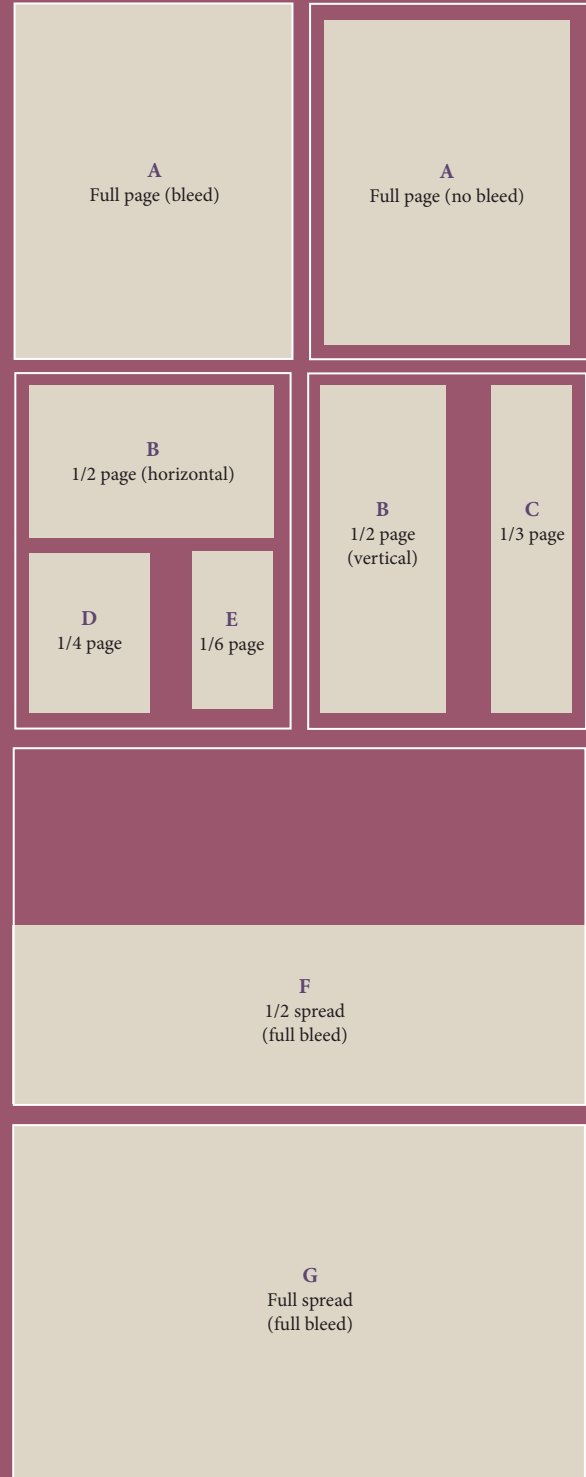 A
Full page (bleed)
A
Full page (no bleed)
B
1/2 page (horizontal)
D
1/4 page
E
1/6 page
B
1/2 page
(vertical)
C
1/3 page
F
1/2 spread
(full bleed)
G
Full spread
(full bleed)